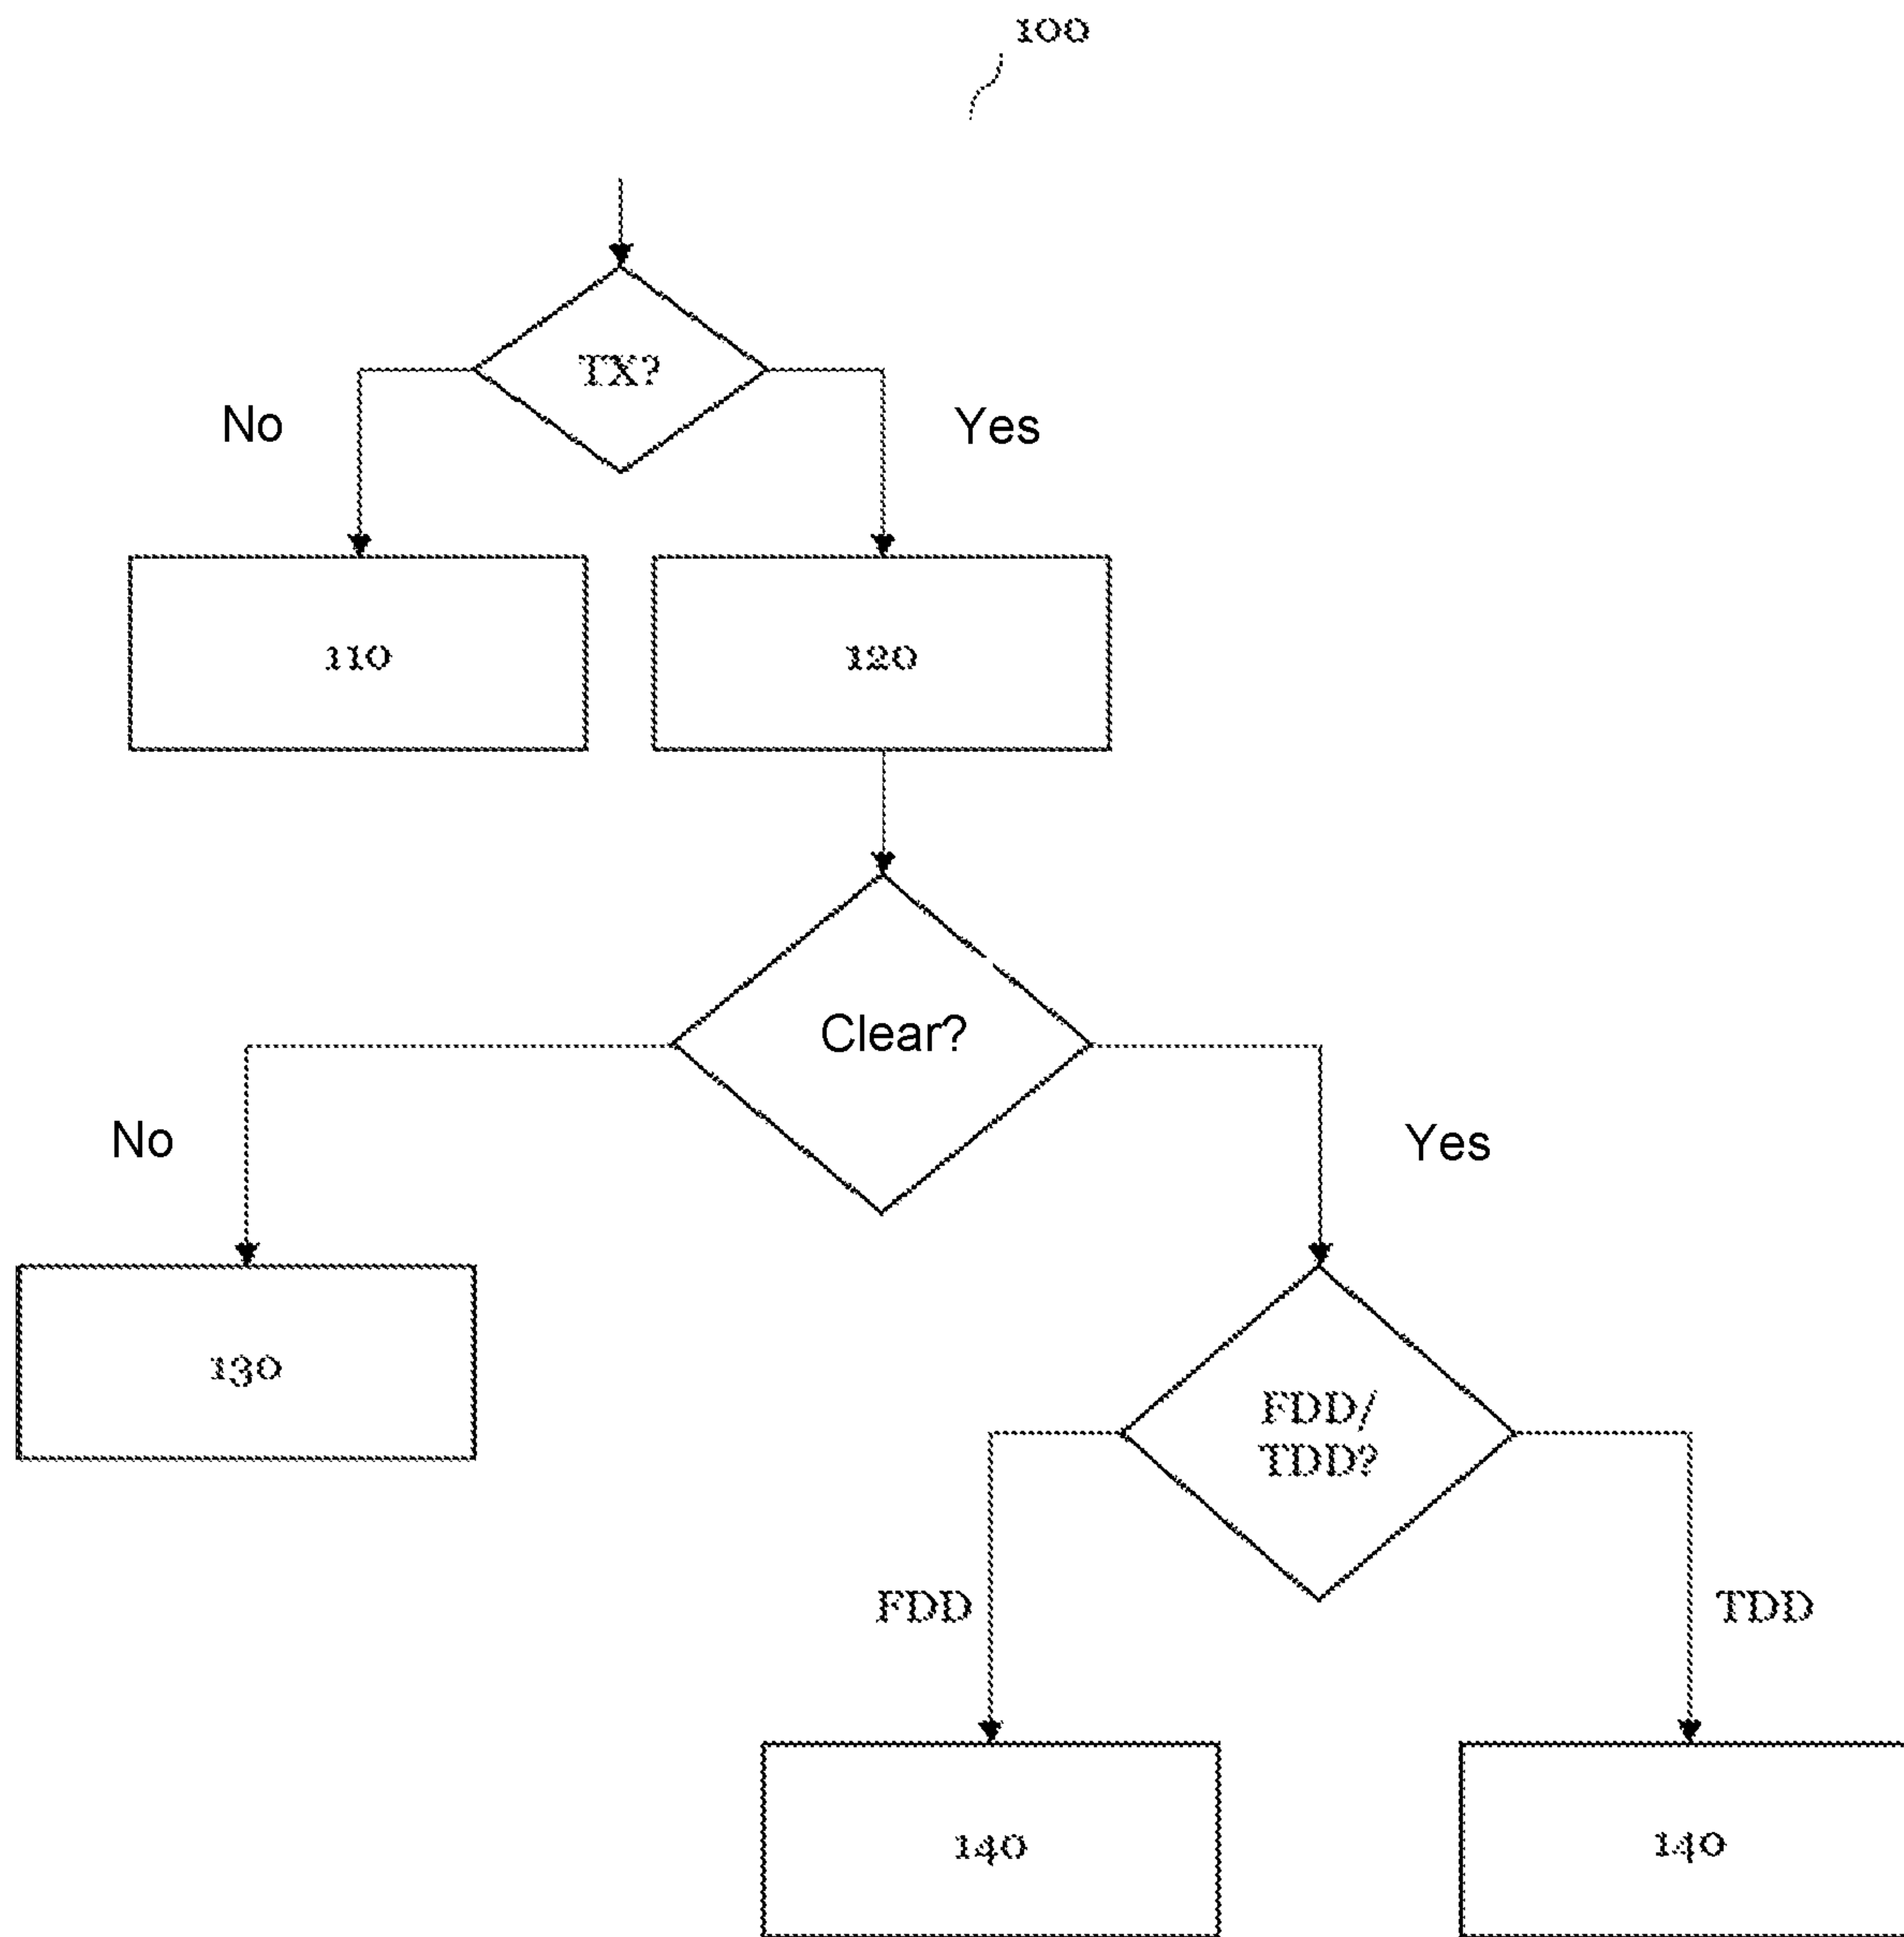 100
TX?
No
Yes
110
120
Clear?
No
Yes
130
FDD/
TDD?
FDD
TDD
140
140